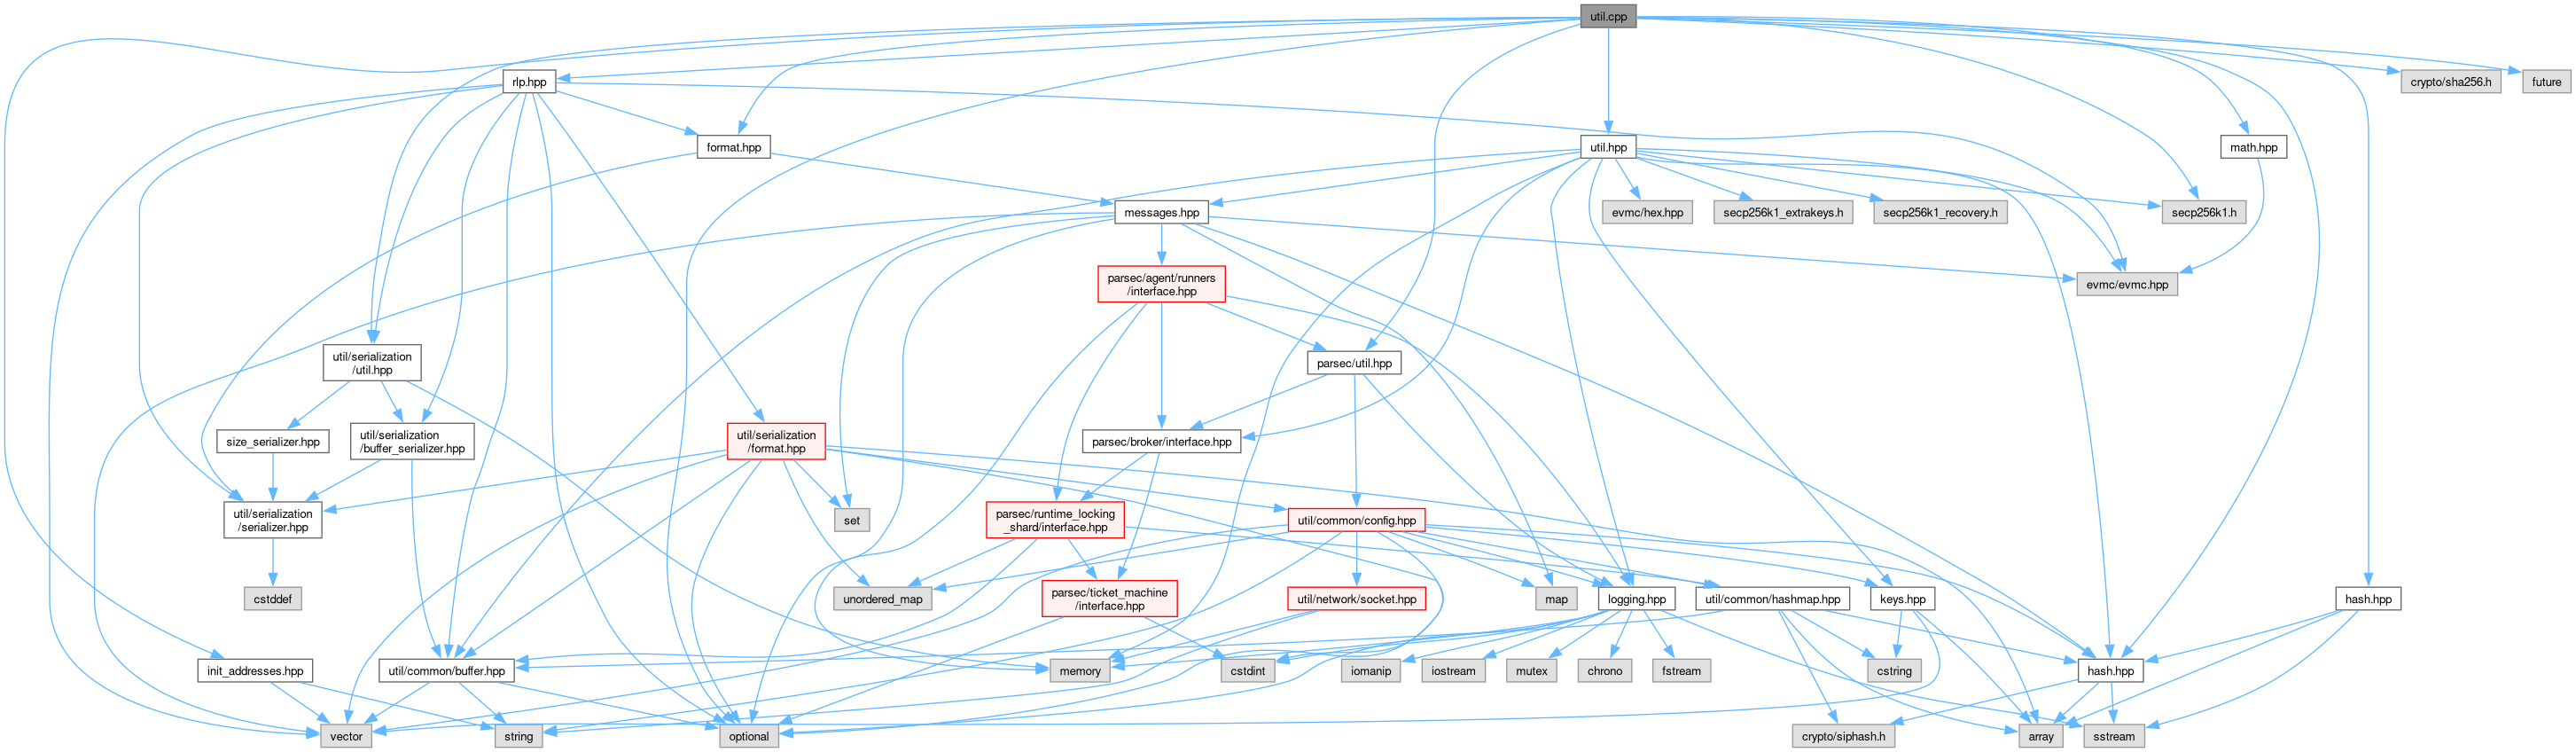 util.cpp
rlp.hpp
crypto/sha256.h
future
format.hpp
util.hpp
math.hpp
messages.hpp
evmc/hex.hpp
secp256k1_extrakeys.h
secp256k1_recovery.h
secp256k1.h
parsec/agent/runners
/interface.hpp
evmc/evmc.hpp
util/serialization
/util.hpp
parsec/util.hpp
size_serializer.hpp
util/serialization
/buffer_serializer.hpp
util/serialization
/format.hpp
parsec/broker/interface.hpp
util/serialization
/serializer.hpp
set
parsec/runtime_locking
_shard/interface.hpp
util/common/config.hpp
cstddef
unordered_map
parsec/ticket_machine
/interface.hpp
util/network/socket.hpp
map
logging.hpp
util/common/hashmap.hpp
keys.hpp
hash.hpp
init_addresses.hpp
util/common/buffer.hpp
memory
cstdint
iomanip
iostream
mutex
chrono
fstream
cstring
hash.hpp
vector
string
optional
crypto/siphash.h
array
sstream